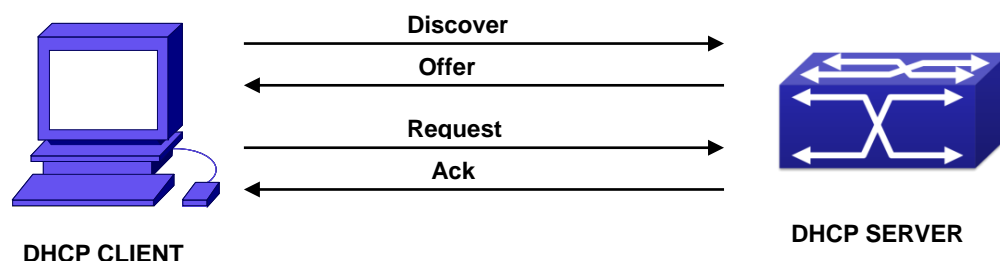 Discover
Offer
Request
Ack
DHCP CLIENT
DHCP SERVER